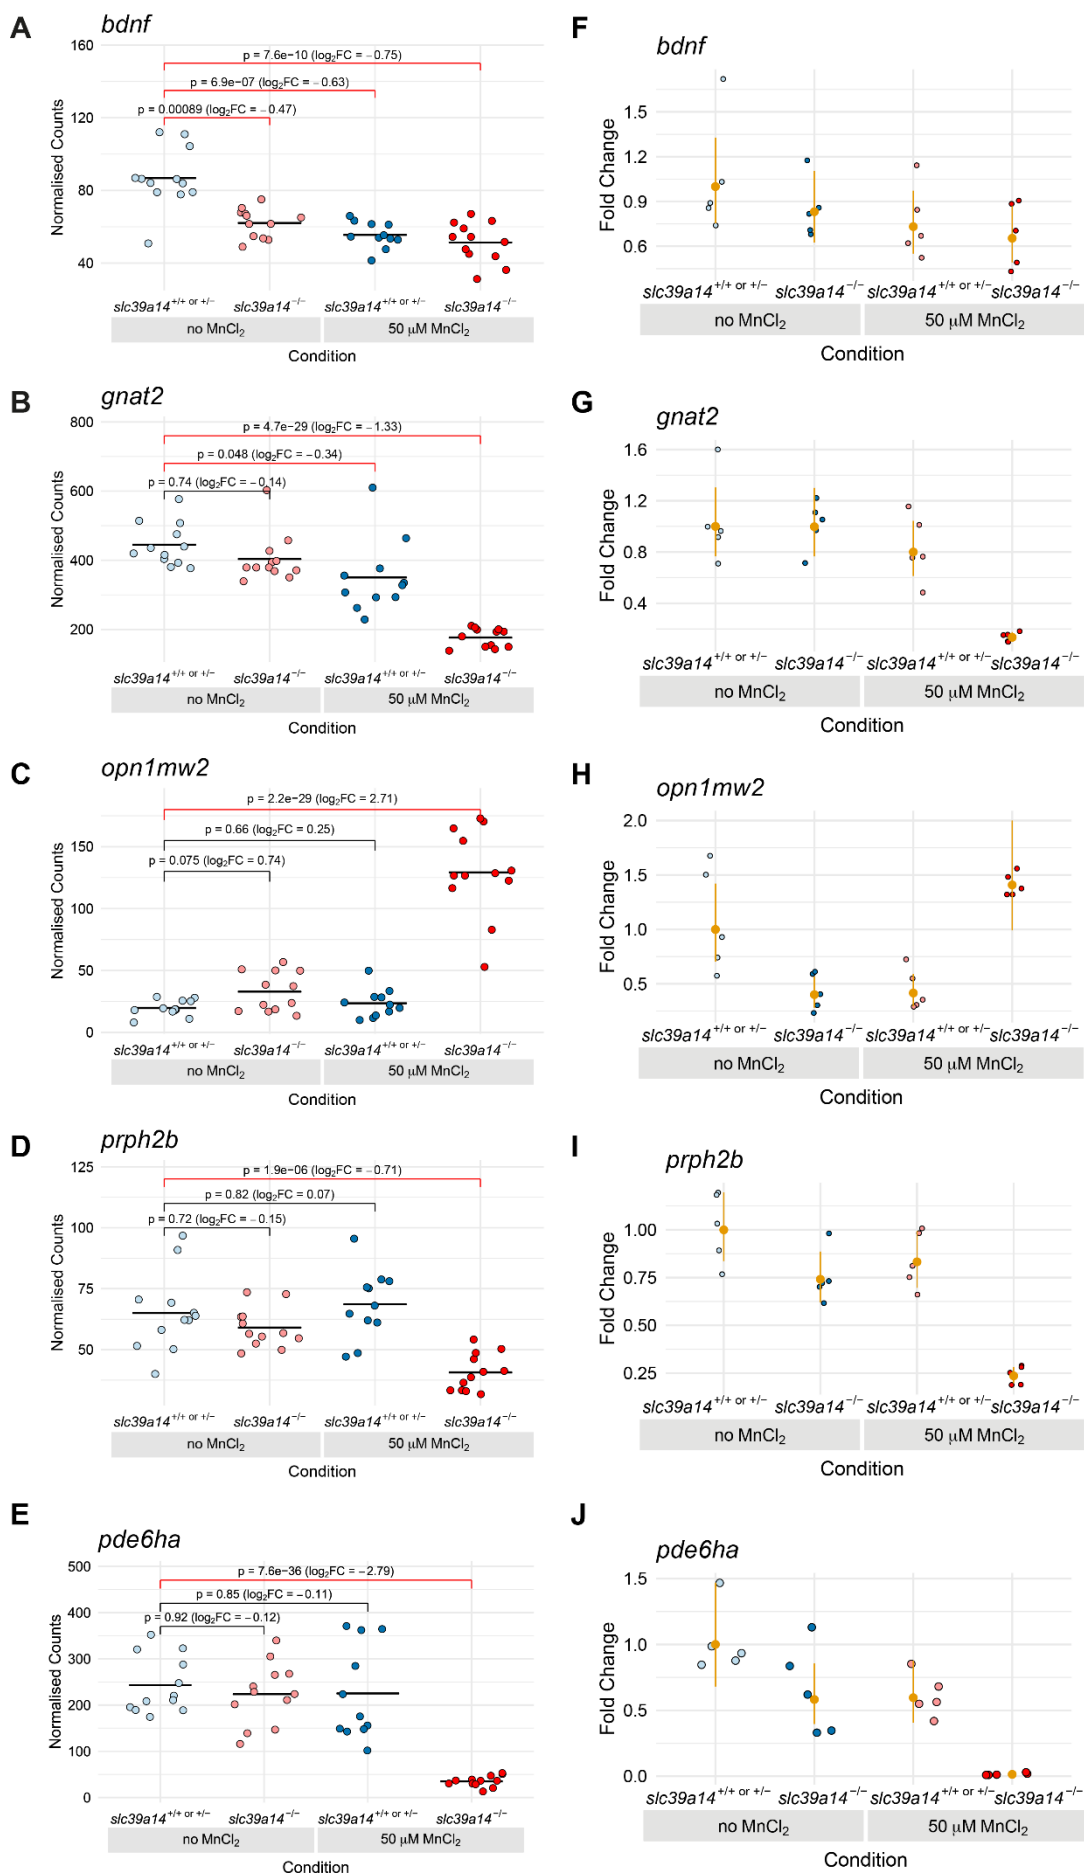 A
bdnf
160
120
80
40
Normalised Counts
p = 7.6e−10 (log₂FC = −0.75)
p = 6.9e−07 (log₂FC = −0.63)
p = 0.00089 (log₂FC = −0.47)
slc39a14⁺/⁺ ᵒʳ ⁺/⁻ slc39a14⁻/⁻ slc39a14⁺/⁺ ᵒʳ ⁺/⁻ slc39a14⁻/⁻
no MnCl₂ 50 µM MnCl₂
Condition
F
bdnf
1.5
1.2
0.9
0.6
Fold Change
slc39a14⁺/⁺ ᵒʳ ⁺/⁻ slc39a14⁻/⁻ slc39a14⁺/⁺ ᵒʳ ⁺/⁻ slc39a14⁻/⁻
no MnCl₂ 50 µM MnCl₂
Condition
B
gnat2
800
600
400
200
Normalised Counts
p = 4.7e−29 (log₂FC = −1.33)
p = 0.048 (log₂FC = −0.34)
p = 0.74 (log₂FC = −0.14)
slc39a14⁺/⁺ ᵒʳ ⁺/⁻ slc39a14⁻/⁻ slc39a14⁺/⁺ ᵒʳ ⁺/⁻ slc39a14⁻/⁻
no MnCl₂ 50 µM MnCl₂
Condition
G
gnat2
1.6
1.2
0.8
0.4
Fold Change
slc39a14⁺/⁺ ᵒʳ ⁺/⁻ slc39a14⁻/⁻ slc39a14⁺/⁺ ᵒʳ ⁺/⁻ slc39a14⁻/⁻
no MnCl₂ 50 µM MnCl₂
Condition
C
opn1mw2
150
100
50
0
Normalised Counts
p = 2.2e−29 (log₂FC = 2.71)
p = 0.66 (log₂FC = 0.25)
p = 0.075 (log₂FC = 0.74)
slc39a14⁺/⁺ ᵒʳ ⁺/⁻ slc39a14⁻/⁻ slc39a14⁺/⁺ ᵒʳ ⁺/⁻ slc39a14⁻/⁻
no MnCl₂ 50 µM MnCl₂
Condition
H
opn1mw2
2.0
1.5
1.0
0.5
Fold Change
slc39a14⁺/⁺ ᵒʳ ⁺/⁻ slc39a14⁻/⁻ slc39a14⁺/⁺ ᵒʳ ⁺/⁻ slc39a14⁻/⁻
no MnCl₂ 50 µM MnCl₂
Condition
D
prph2b
125
100
75
50
Normalised Counts
p = 1.9e−06 (log₂FC = −0.71)
p = 0.82 (log₂FC = 0.07)
p = 0.72 (log₂FC = −0.15)
slc39a14⁺/⁺ ᵒʳ ⁺/⁻ slc39a14⁻/⁻ slc39a14⁺/⁺ ᵒʳ ⁺/⁻ slc39a14⁻/⁻
no MnCl₂ 50 µM MnCl₂
Condition
I
prph2b
1.00
0.75
0.50
0.25
Fold Change
slc39a14⁺/⁺ ᵒʳ ⁺/⁻ slc39a14⁻/⁻ slc39a14⁺/⁺ ᵒʳ ⁺/⁻ slc39a14⁻/⁻
no MnCl₂ 50 µM MnCl₂
Condition
E
pde6ha
500
400
300
200
100
0
Normalised Counts
p = 7.6e−36 (log₂FC = −2.79)
p = 0.85 (log₂FC = −0.11)
p = 0.92 (log₂FC = −0.12)
slc39a14⁺/⁺ ᵒʳ ⁺/⁻ slc39a14⁻/⁻ slc39a14⁺/⁺ ᵒʳ ⁺/⁻ slc39a14⁻/⁻
no MnCl₂ 50 µM MnCl₂
Condition
J
pde6ha
1.5
1.0
0.5
0.0
Fold Change
slc39a14⁺/⁺ ᵒʳ ⁺/⁻ slc39a14⁻/⁻ slc39a14⁺/⁺ ᵒʳ ⁺/⁻ slc39a14⁻/⁻
no MnCl₂ 50 µM MnCl₂
Condition